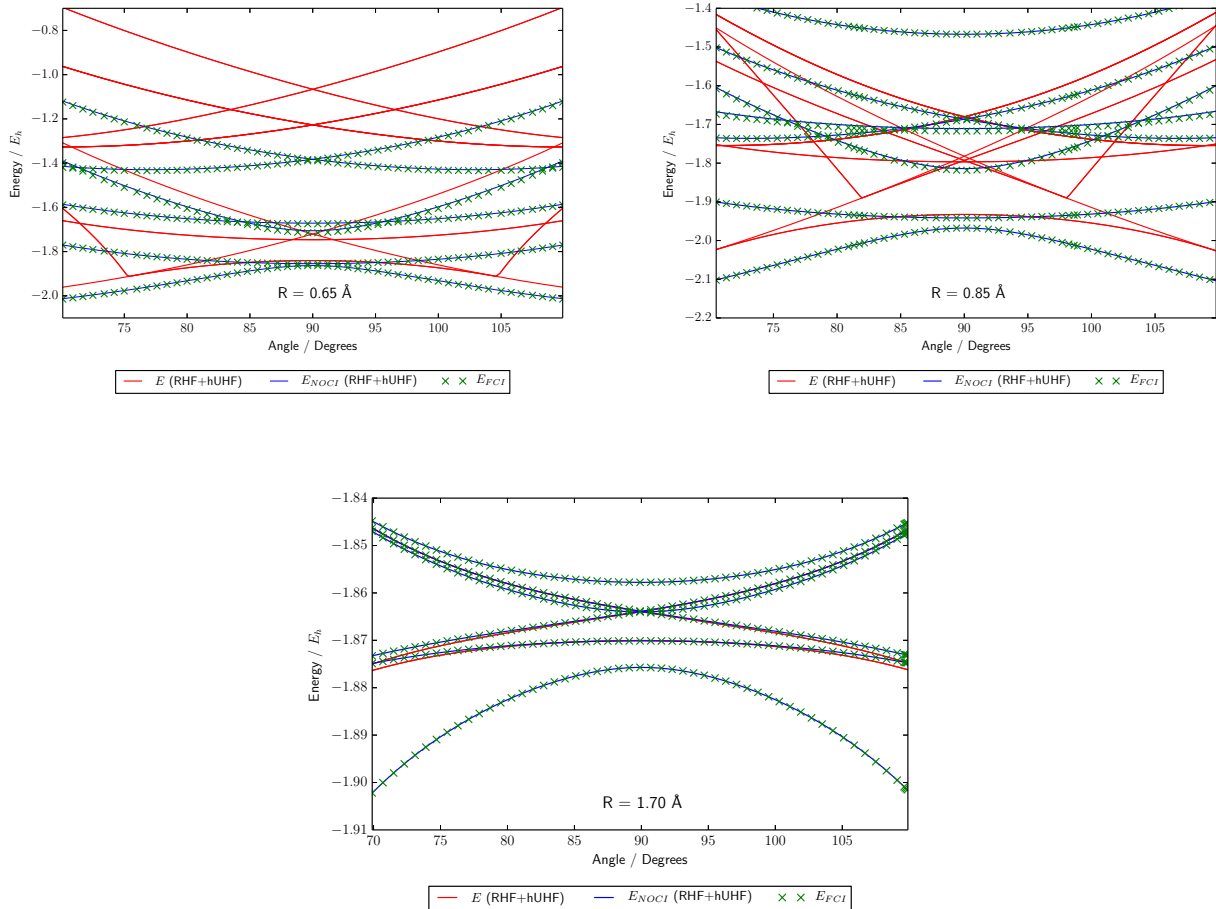 −0.8
−1.0
−1.2
−1.4
−1.6
−1.8
−2.0
Energy / E_h
R = 0.65 Å
75 80 85 90 95 100 105
Angle / Degrees
E (RHF+hUHF) E_NOCI (RHF+hUHF) E_FCI
−1.4
−1.5
−1.6
−1.7
−1.8
−1.9
−2.0
−2.1
−2.2
Energy / E_h
R = 0.85 Å
75 80 85 90 95 100 105
Angle / Degrees
E (RHF+hUHF) E_NOCI (RHF+hUHF) E_FCI
−1.84
−1.85
−1.86
−1.87
−1.88
−1.89
−1.90
−1.91
Energy / E_h
R = 1.70 Å
70 75 80 85 90 95 100 105
Angle / Degrees
E (RHF+hUHF) E_NOCI (RHF+hUHF) E_FCI